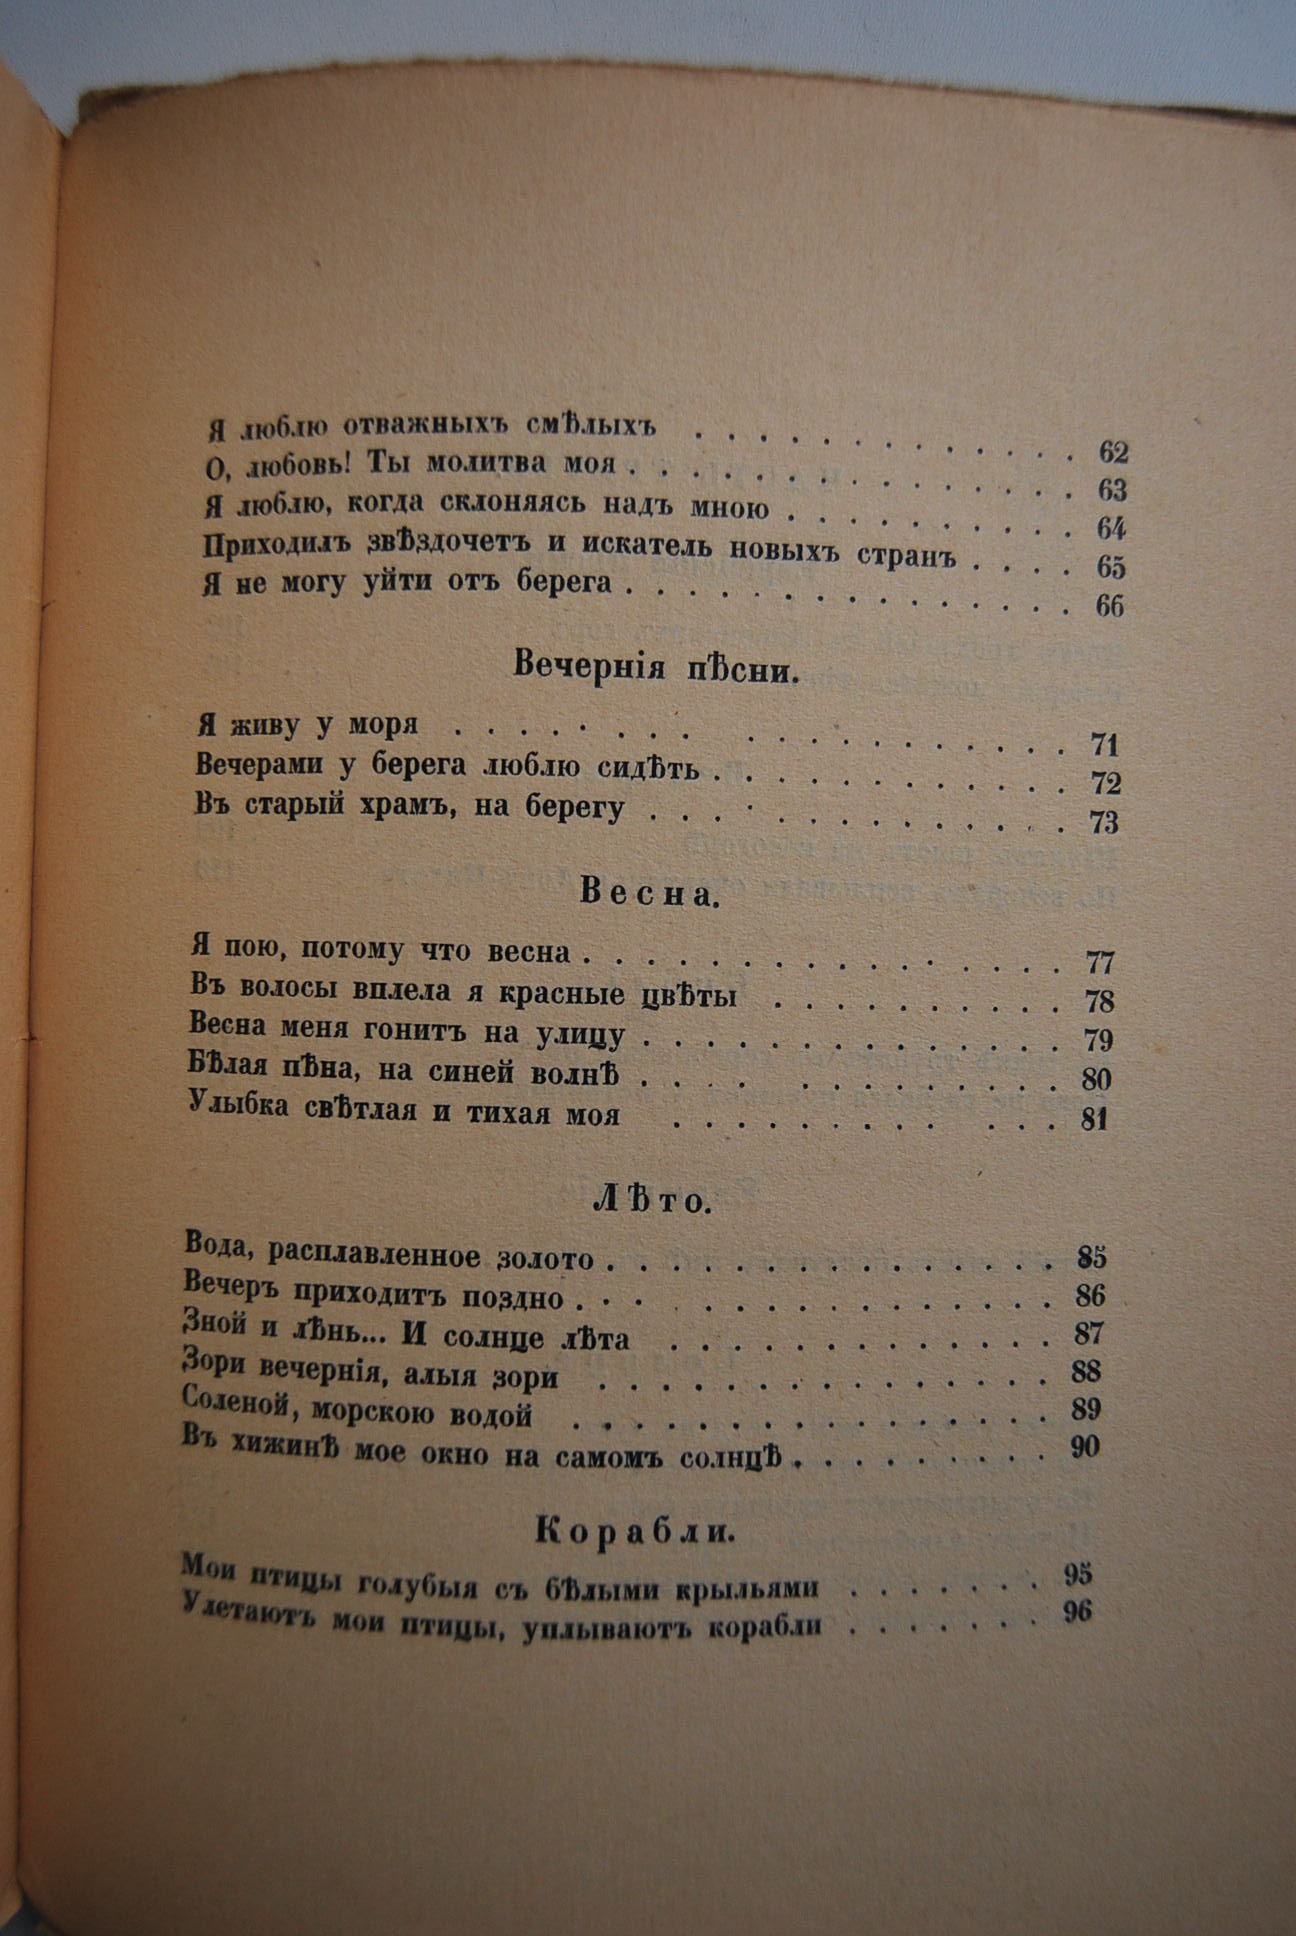 Я люблю отважныхъ смѣлыхъ . . . . . . . . . . . . . 62
О, любовь! Ты молитва моя . . . . . . . . . . . . . . . 63
Я люблю, когда склоняясь надъ мною . . . . . . . . . . 64
Приходилъ звѣздочетъ и искатель новыхъ странъ . . . . 65
Я не могу уйти отъ берега . . . . . . . . . . . . . . . 66
Вечернія пѣсни.
Я живу у моря . . . . . . . . . . . . . . . . . . . 71
Вечерами у берега люблю сидѣть . . . . . . . . . . . . 72
Въ старый храмъ, на берегу . . . . . . . . . . . . . 73
Весна.
Я пою, потому что весна . . . . . . . . . . . . . . . . 77
Въ волосы вплела я красные цвѣты . . . . . . . . . . 78
Весна меня гонитъ на улицу . . . . . . . . . . . . . . 79
Бѣлая пѣна, на синей волнѣ . . . . . . . . . . . . . 80
Улыбка свѣтлая и тихая моя . . . . . . . . . . . . 81
Лѣто.
Вода, расплавленное золото . . . . . . . . . . . . . . . 85
Вечеръ приходитъ поздно . . . . . . . . . . . . . . . 86
Зной и лѣнь... И солнце лѣта . . . . . . . . . . . . . 87
Зори вечернія, алыя зори . . . . . . . . . . . . . . . 88
Соленой, морскою водой . . . . . . . . . . . . . . . . 89
Въ хижинѣ мое окно на самомъ солнцѣ . . . . . . . . . 90
Корабли.
Мои птицы голубыя съ бѣлыми крыльями . . . . . . . 95
Улетаютъ мои птицы, уплываютъ корабли . . . . . . . 96